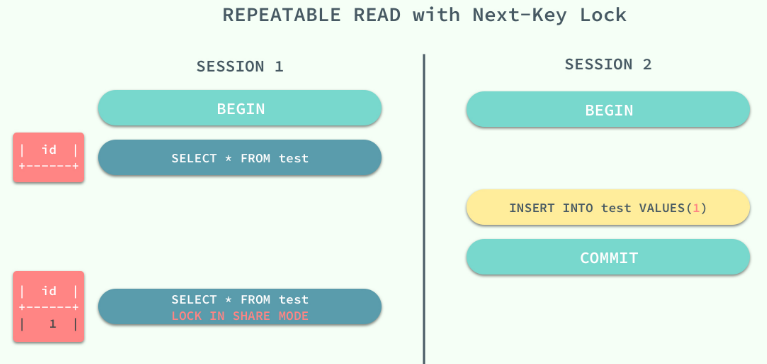 REPEATABLE READ with Next-Key Lock
SESSION 1
BEGIN
| id |
+------+
SELECT * FROM test
| id |
+------+
| 1 |
SELECT * FROM test
LOCK IN SHARE MODE
SESSION 2
BEGIN
INSERT INTO test VALUES(1)
COMMIT